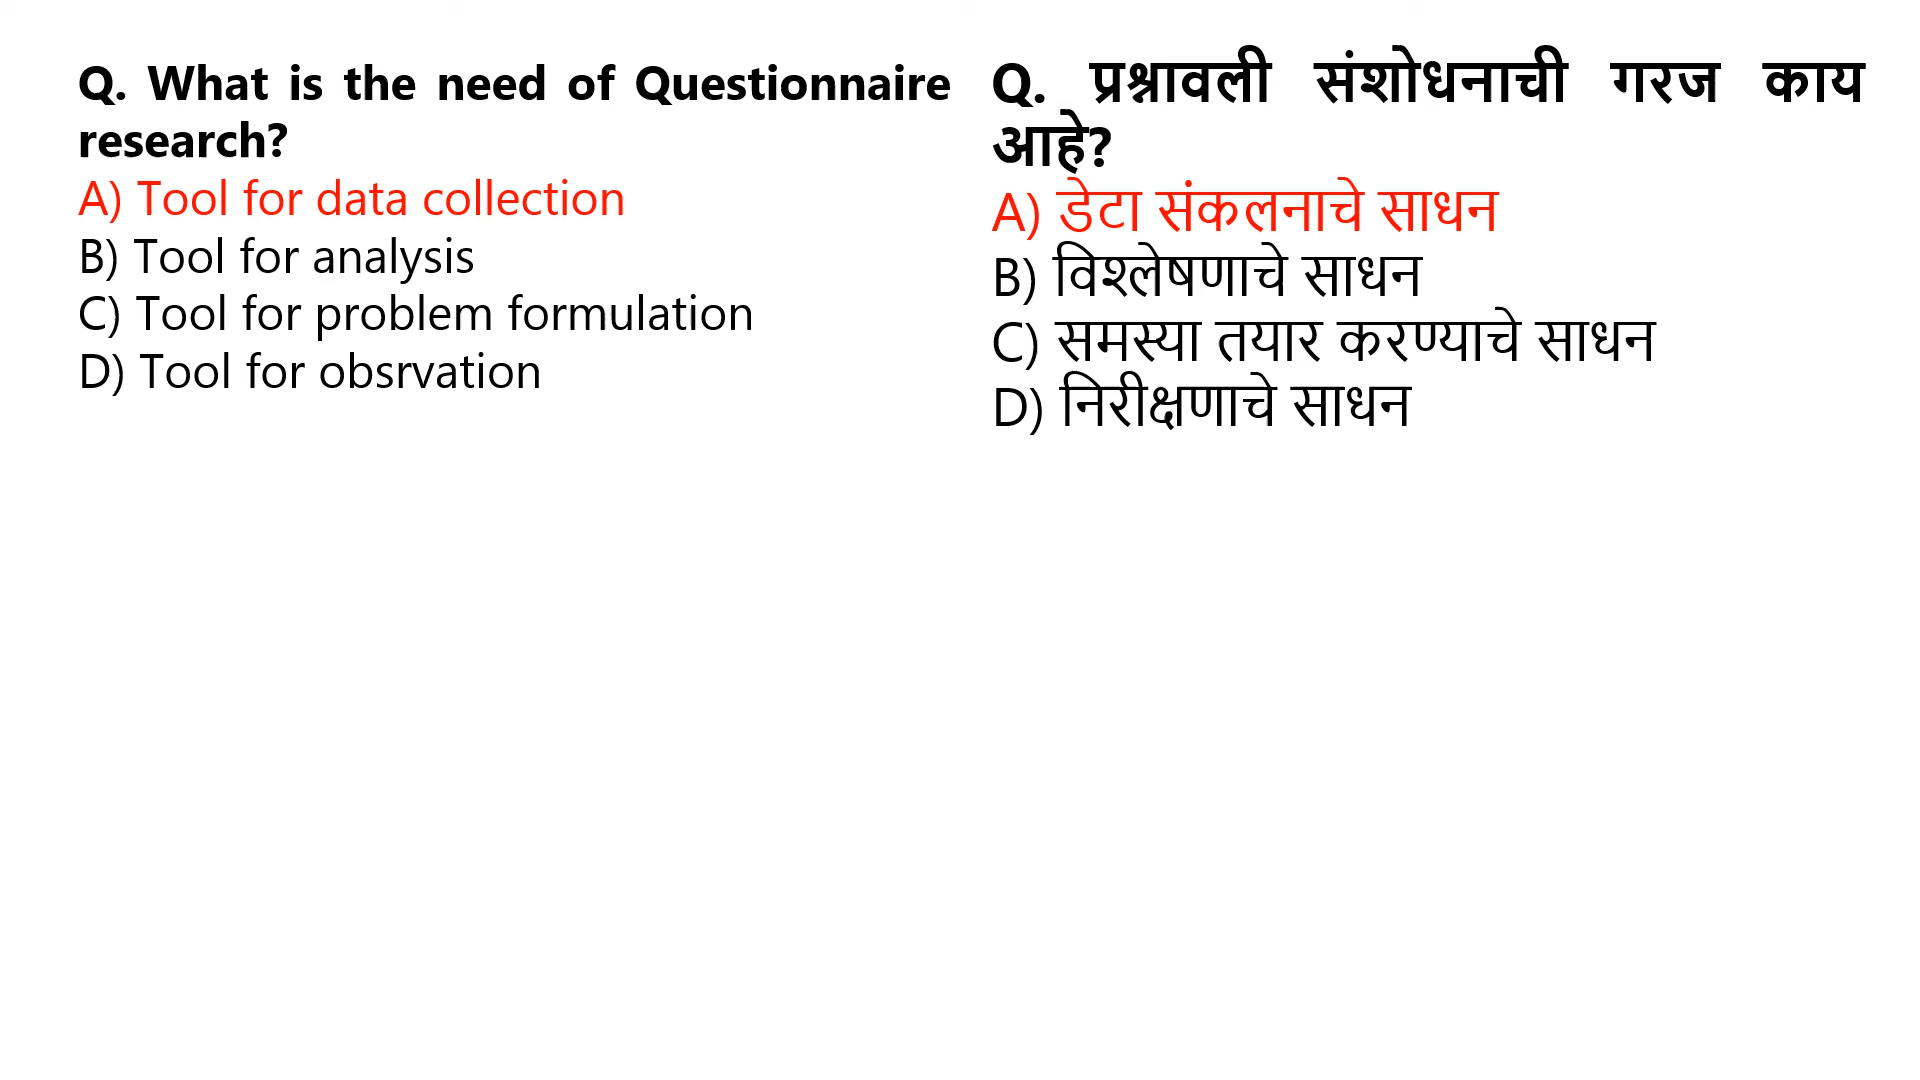 Q. What is the need of Questionnaire
research?
A) Tool for data collection
B) Tool for analysis
C) Tool for problem formulation
D) Tool for obsrvation
Q. प्रश्नावली संशोधनाची गरज काय
आहे?
A) डेटा संकलनाचे साधन
B) विश्लेषणाचे साधन
C) समस्या तयार करण्याचे साधन
D) निरीक्षणाचे साधन